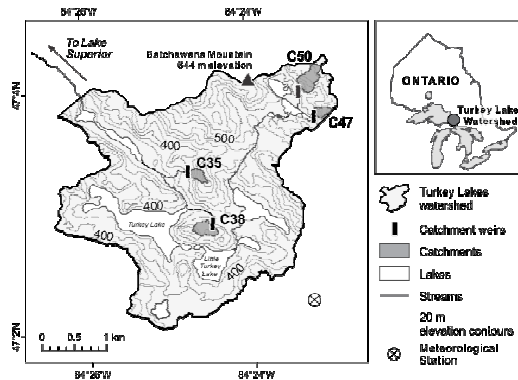 84°26'W
84°24'W
To Lake
Superior
Batchawana Mountain
644 m elevation
C50
47°4'N
C47
500
400
C35
400
C38
Turkey Lake
400
Little
Turkey
Lake
400
0 0.5 1 km
47°2'N
84°26'W
84°24'W
ONTARIO
Turkey Lakes
Watershed
Turkey Lakes
watershed
Catchment weirs
Catchments
Lakes
Streams
20 m
elevation contours
Meteorological
Station